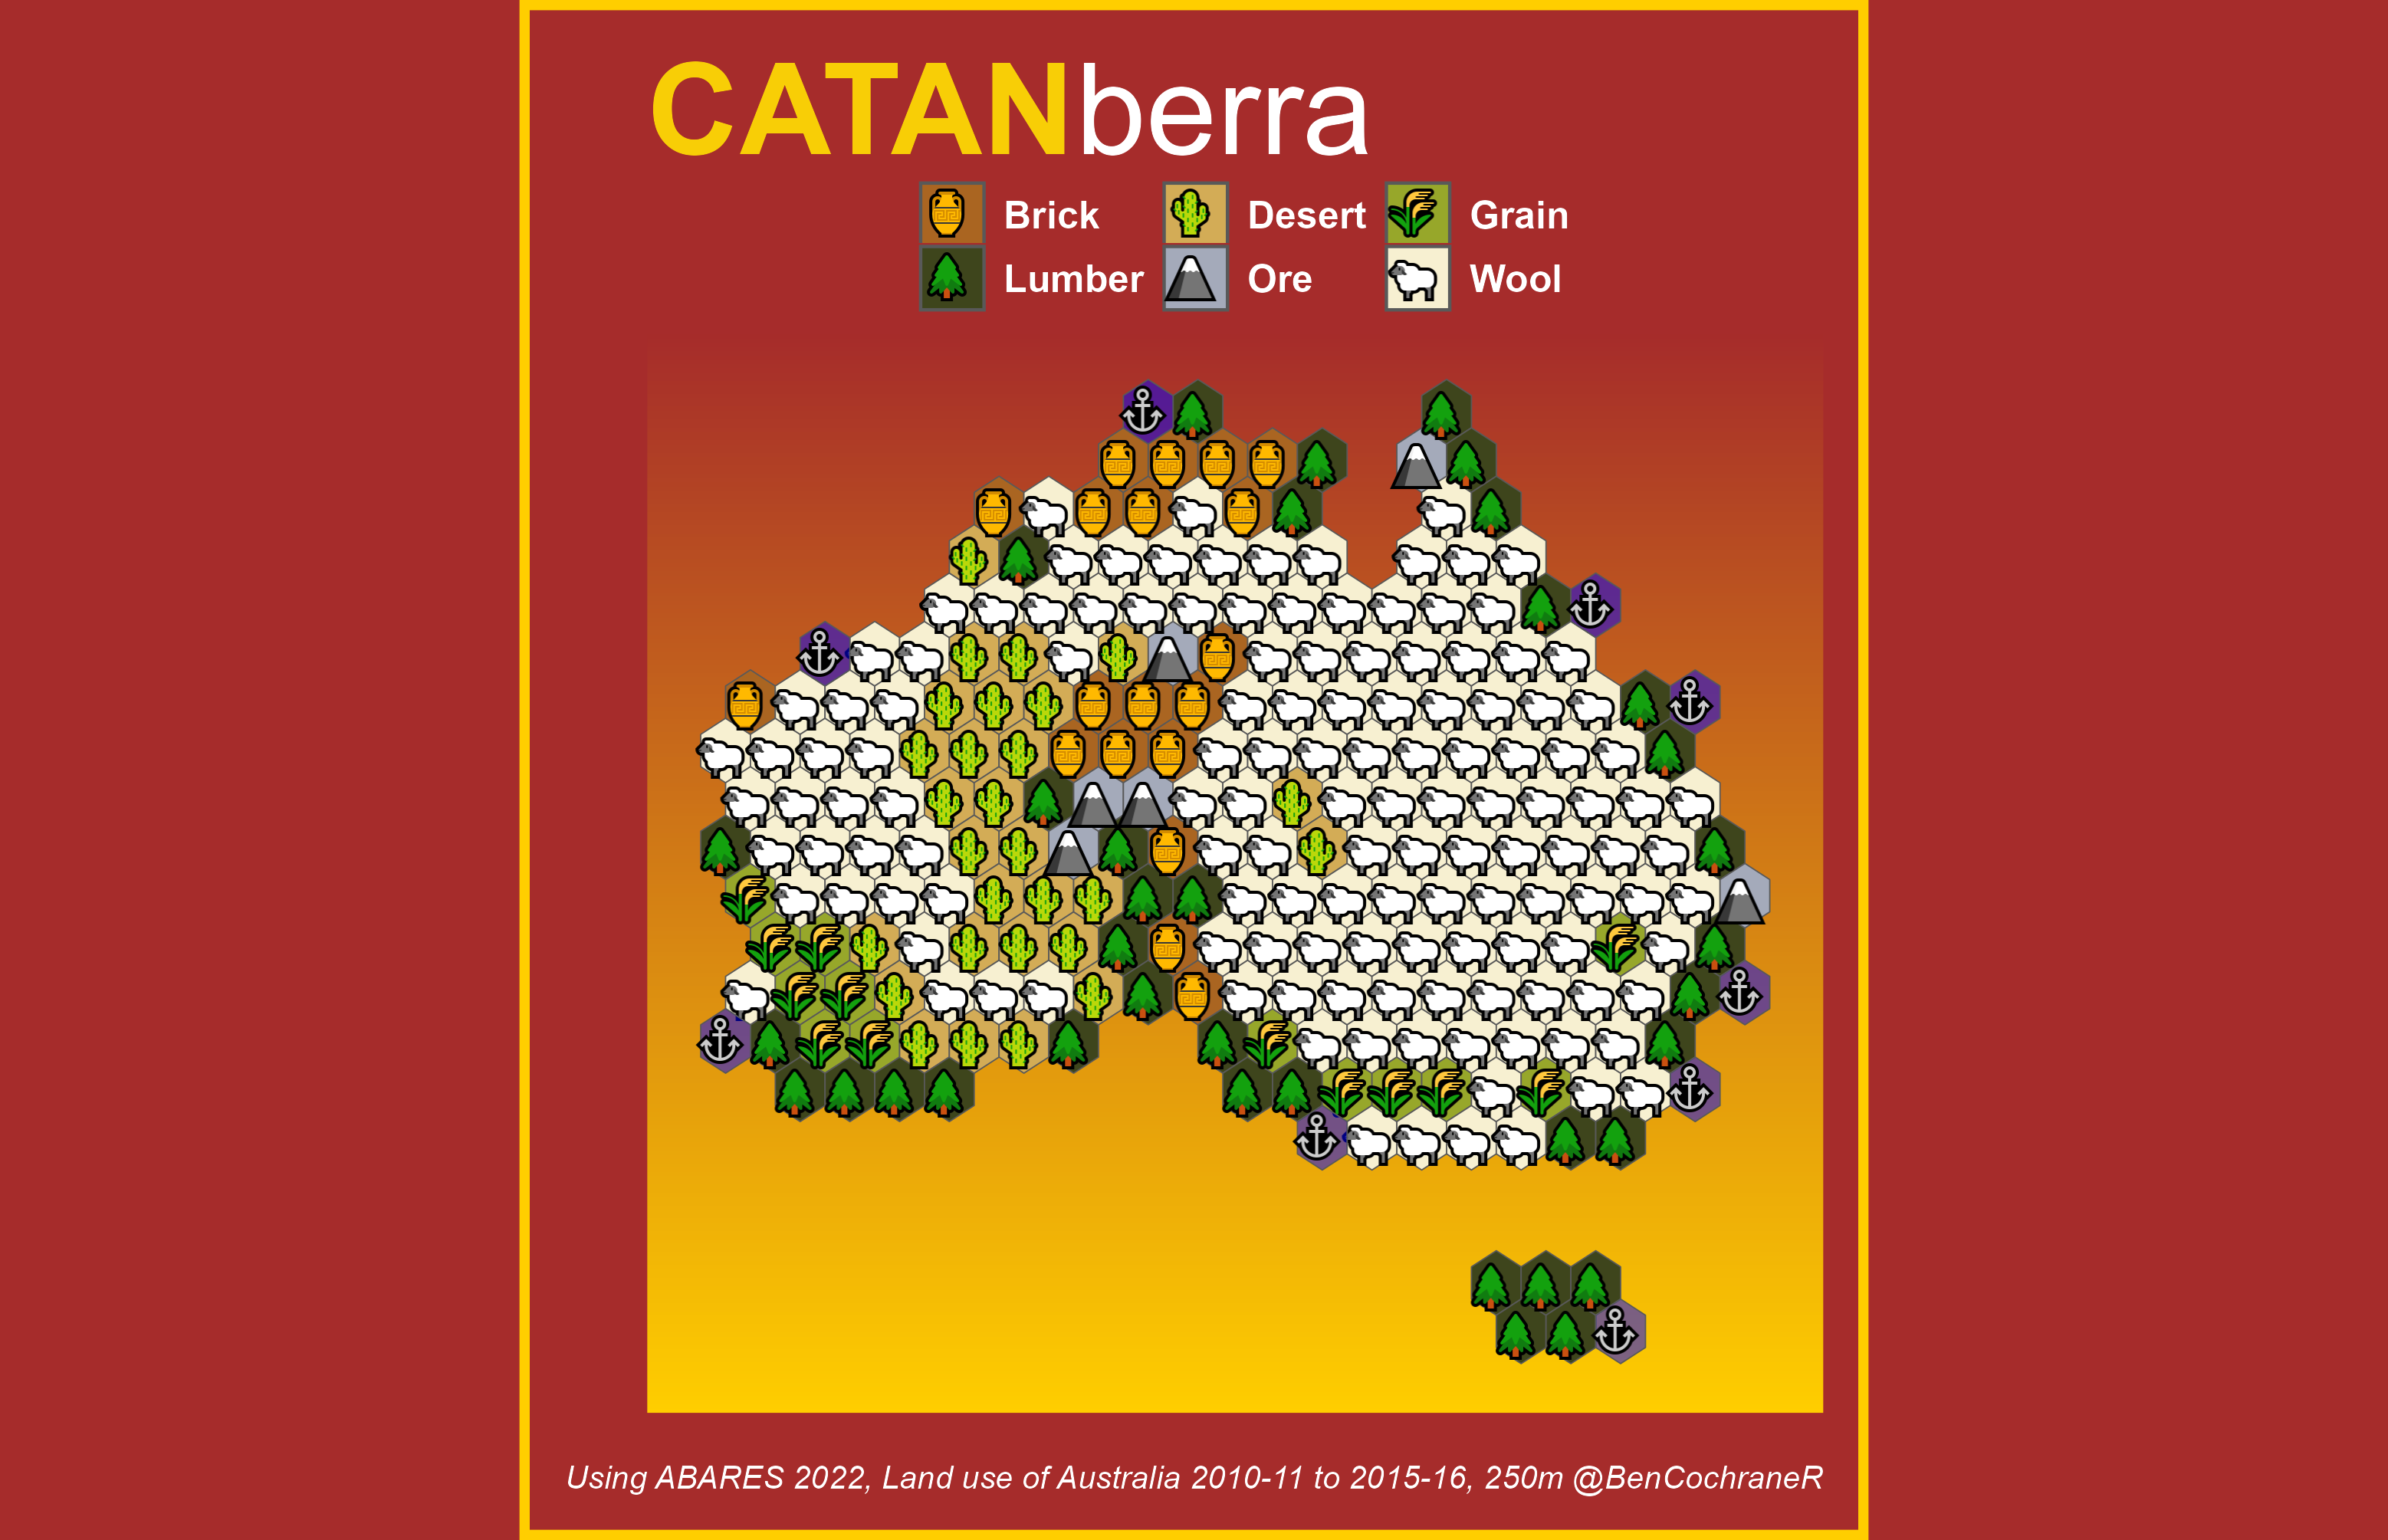 CATANberra
Brick Desert Grain
Lumber Ore Wool
Using ABARES 2022, Land use of Australia 2010-11 to 2015-16, 250m @BenCochraneR